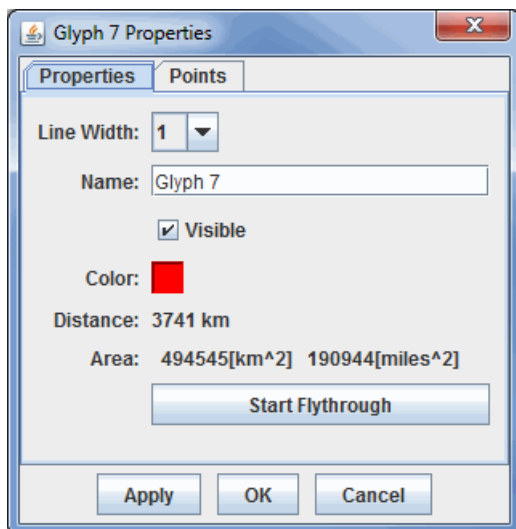 Glyph 7 Properties
Properties Points
Line Width: 1
Name: Glyph 7
Visible
Color:
Distance: 3741 km
Area: 494545[km^2] 190944[miles^2]
Start Flythrough
Apply OK Cancel